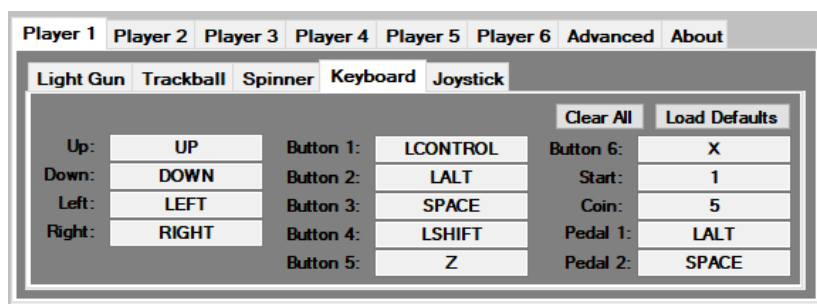 Player 1 Player 2 Player 3 Player 4 Player 5 Player 6 Advanced About
Light Gun Trackball Spinner Keyboard Joystick
Clear All Load Defaults
Up: UP Button 1: LCONTROL Button 6: X
Down: DOWN Button 2: LALT Start: 1
Left: LEFT Button 3: SPACE Coin: 5
Right: RIGHT Button 4: LSHIFT Pedal 1: LALT
Button 5: Z Pedal 2: SPACE